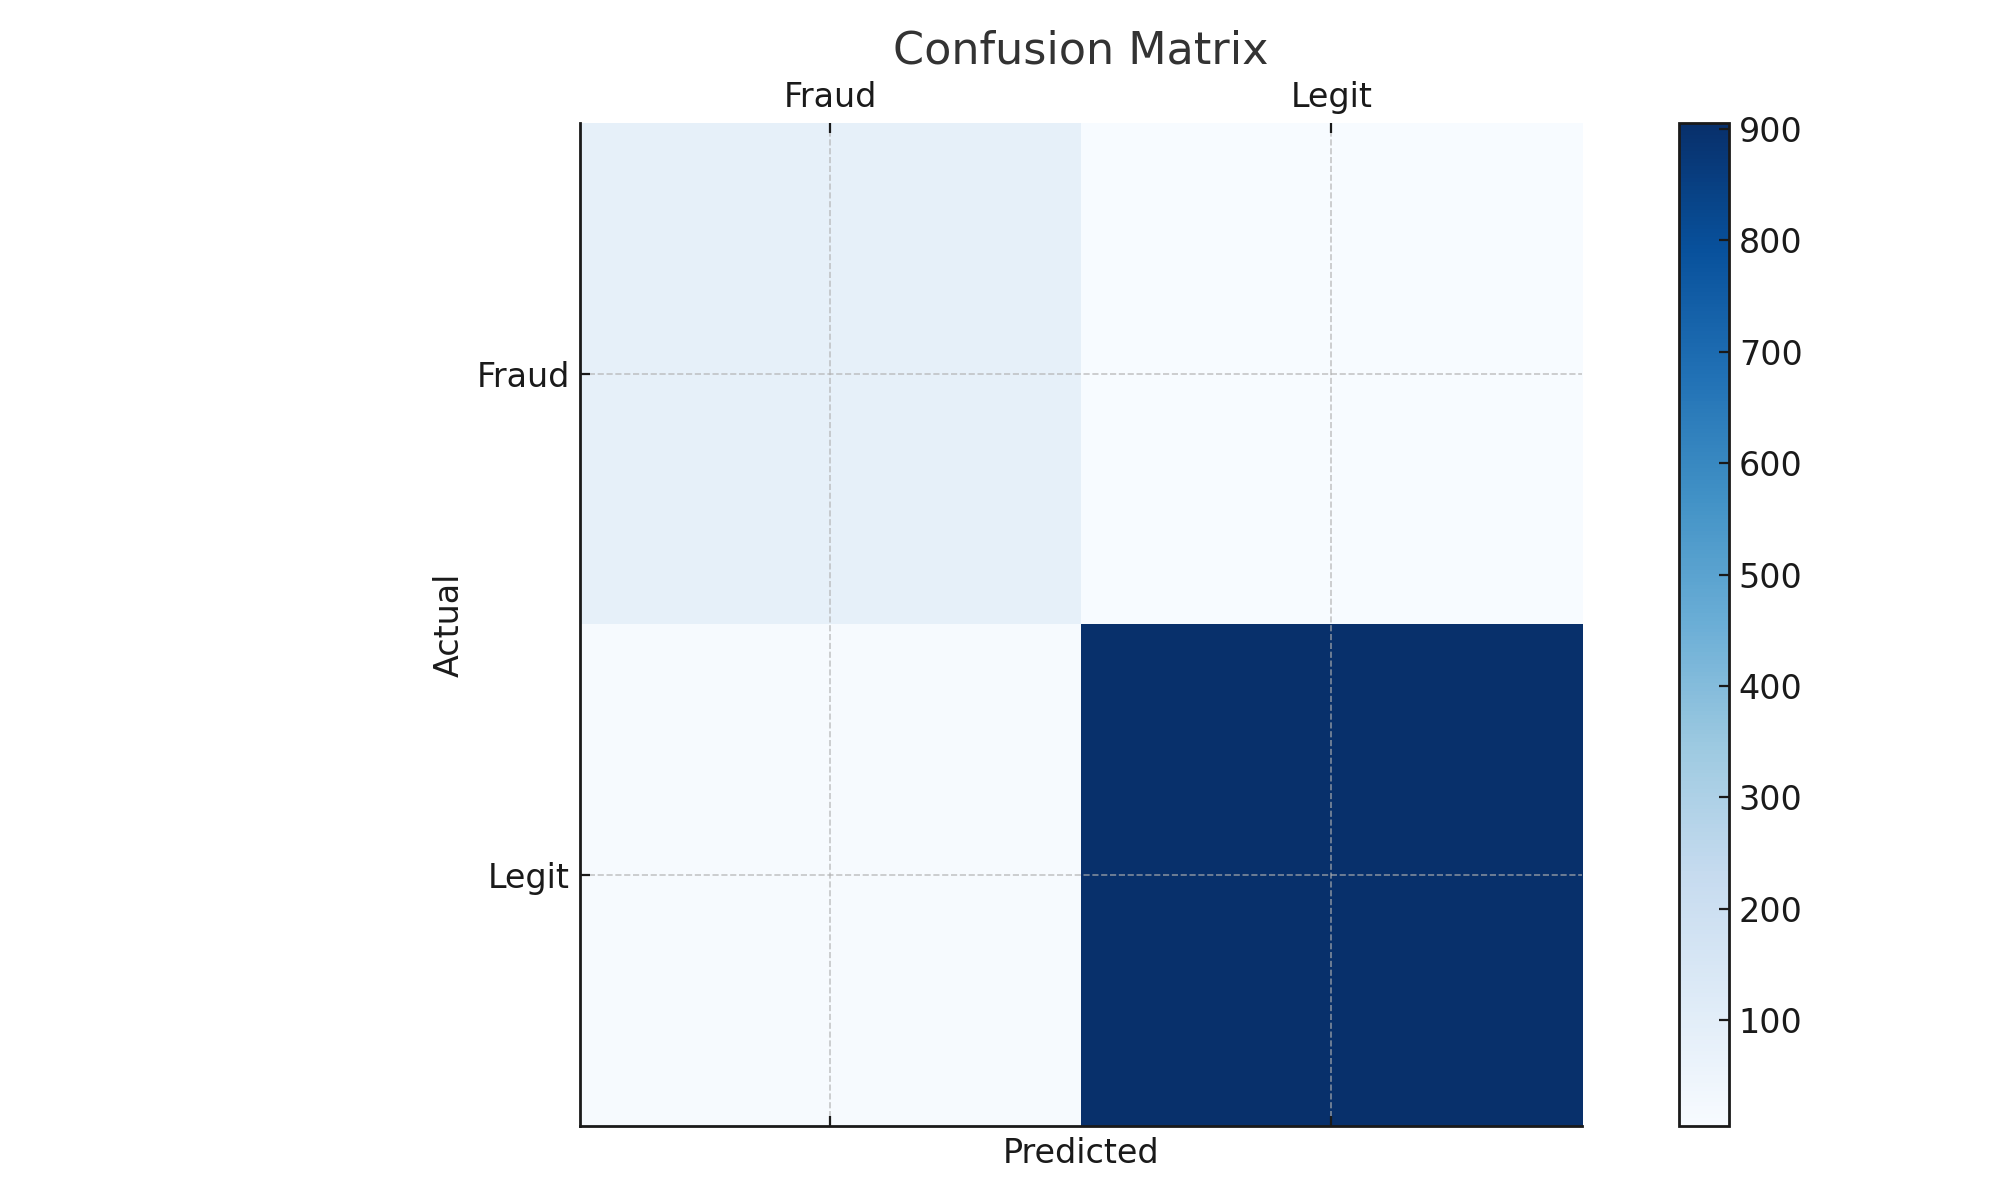 Confusion Matrix
Fraud
Legit
Fraud
Legit
Actual
Predicted
900
800
700
600
500
400
300
200
100